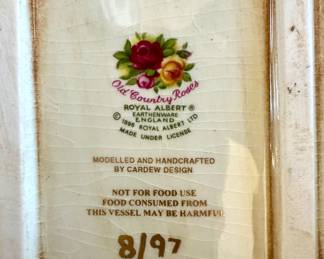 Old Country Roses
ROYAL ALBERT ®
EARTHENWARE
ENGLAND
© 1996 ROYAL ALBERT LTD
MADE UNDER LICENSE
MODELLED AND HANDCRAFTED
BY CARDEW DESIGN
NOT FOR FOOD USE
FOOD CONSUMED FROM
THIS VESSEL MAY BE HARMFUL
8/97